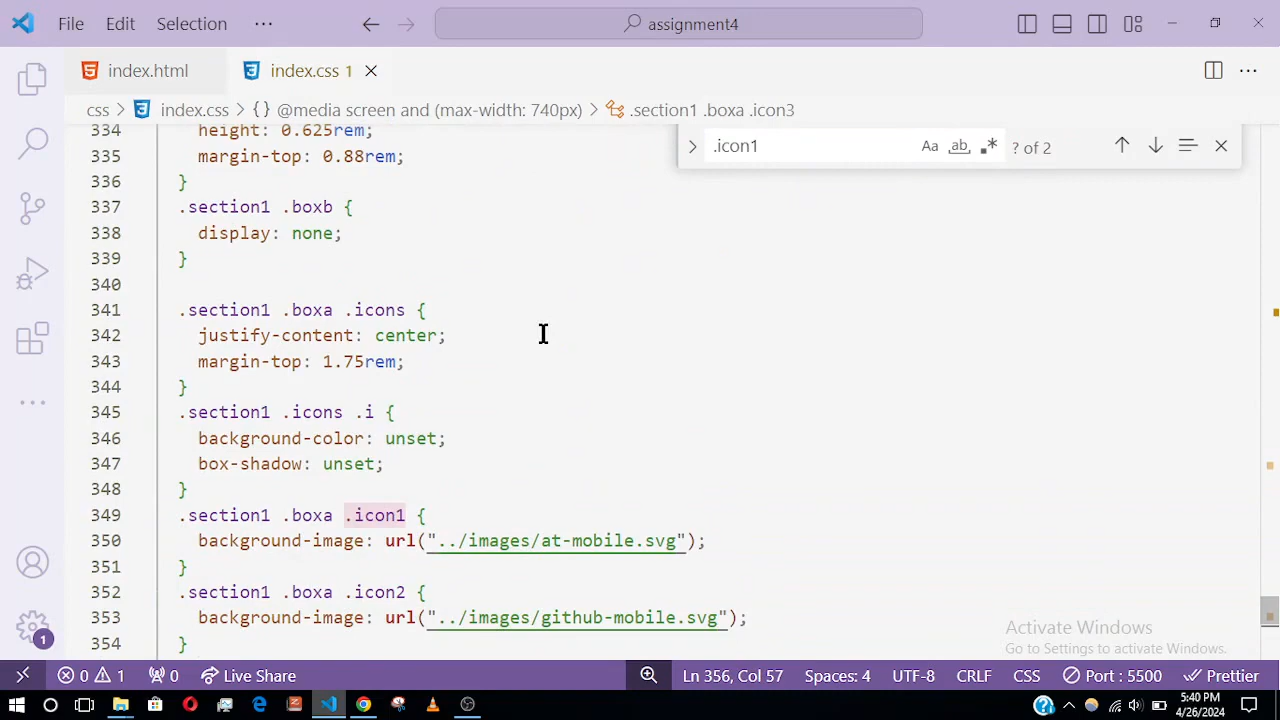 File Edit Selection ··· assignment4
index.html index.css 1
css > index.css > {} @media screen and (max-width: 740px) > .section1 .boxa .icon3
.icon1 Aa ab .* ? of 2
334 height: 0.625rem;
335 margin-top: 0.88rem;
336 }
337 .section1 .boxb {
338 display: none;
339 }
340
341 .section1 .boxa .icons {
342 justify-content: center;
343 margin-top: 1.75rem;
344 }
345 .section1 .icons .i {
346 background-color: unset;
347 box-shadow: unset;
348 }
349 .section1 .boxa .icon1 {
350 background-image: url("../images/at-mobile.svg");
351 }
352 .section1 .boxa .icon2 {
353 background-image: url("../images/github-mobile.svg");
354 }
Activate Windows
Go to Settings to activate Windows.
1
0 1 0 Live Share Ln 356, Col 57 Spaces: 4 UTF-8 CRLF CSS Port : 5500 Prettier
5:40 PM
4/26/2024